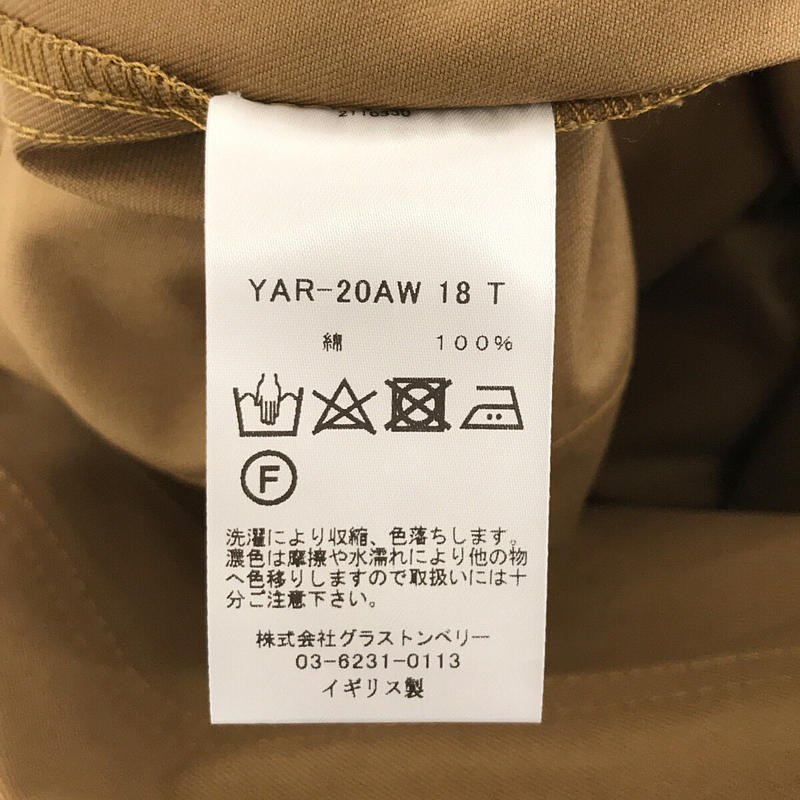 YAR-20AW 18 T
綿 100%
F
洗濯により収縮、色落ちします。
濃色は摩擦や水濡れにより他の物
へ色移りしますので取扱いには十
分ご注意下さい。
株式会社グラストンベリー
03-6231-0113
イギリス製